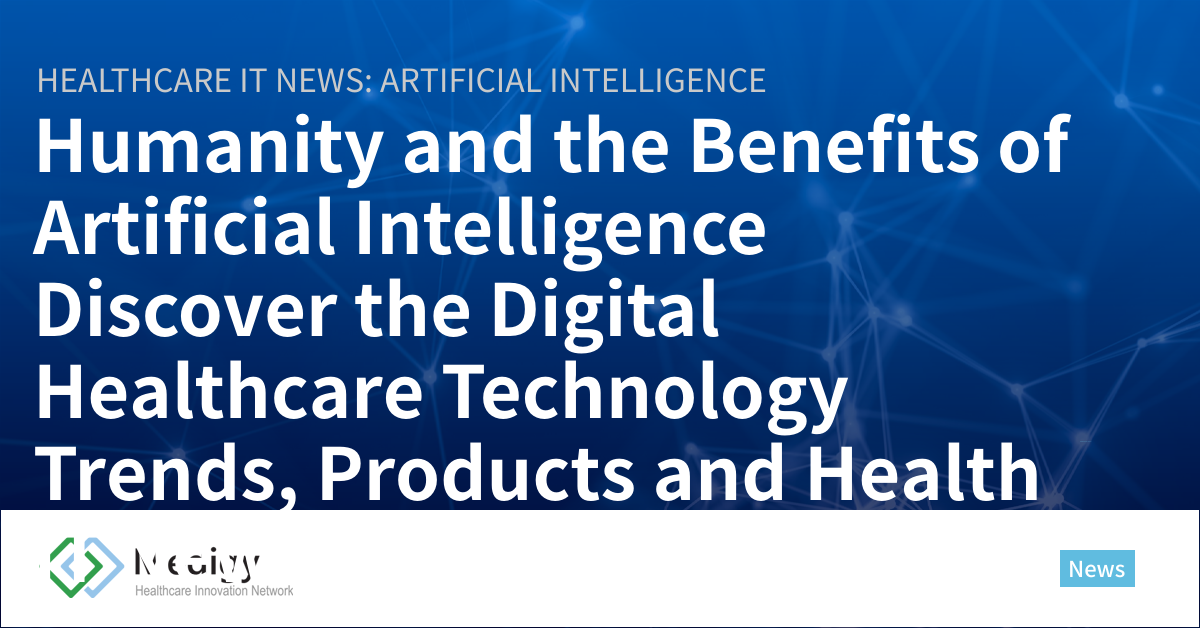 HEALTHCARE IT NEWS: ARTIFICIAL INTELLIGENCE
Humanity and the Benefits of
Artificial Intelligence
Discover the Digital
Healthcare Technology
Trends, Products and Health
Medigy
Healthcare Innovation Network
News